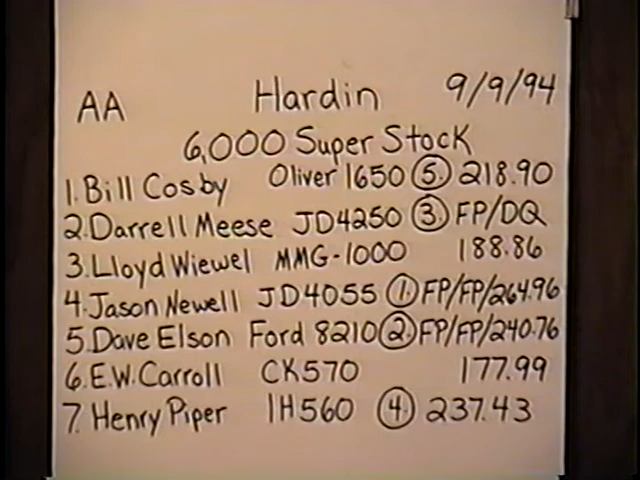 AA Hardin 9/9/94
6,000 Super Stock
1. Bill Cosby Oliver 1650 5. 218.90
2. Darrell Meese JD4250 3. FP/DQ
3. Lloyd Wiewel MMG-1000 188.86
4. Jason Newell JD4055 1. FP/FP/264.96
5. Dave Elson Ford 8210 2. FP/FP/240.76
6. E.W. Carroll CK570 177.99
7. Henry Piper IH560 4. 237.43